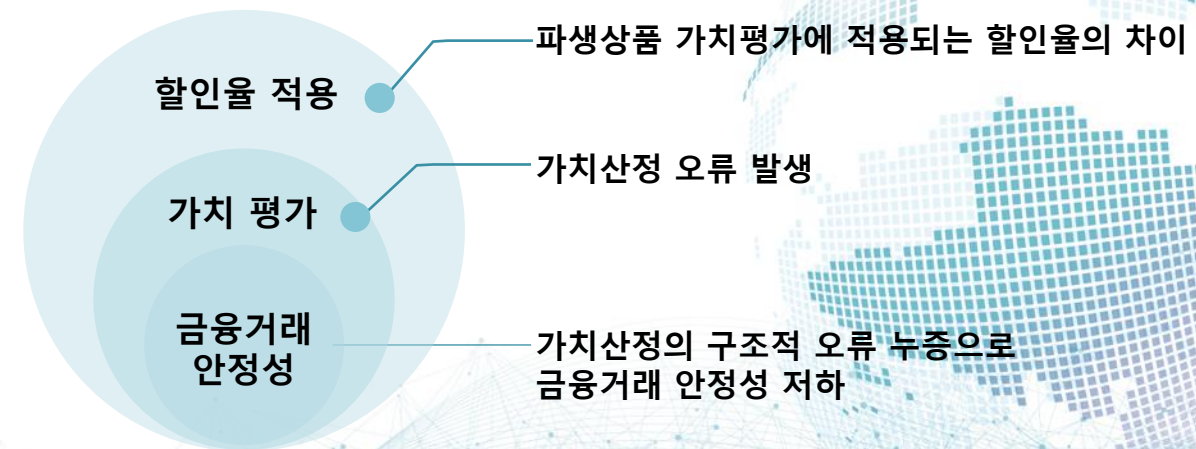 파생상품 가치평가에 적용되는 할인율의 차이
할인율 적용
가치산정 오류 발생
가치 평가
금융거래
안정성
가치산정의 구조적 오류 누증으로
금융거래 안정성 저하